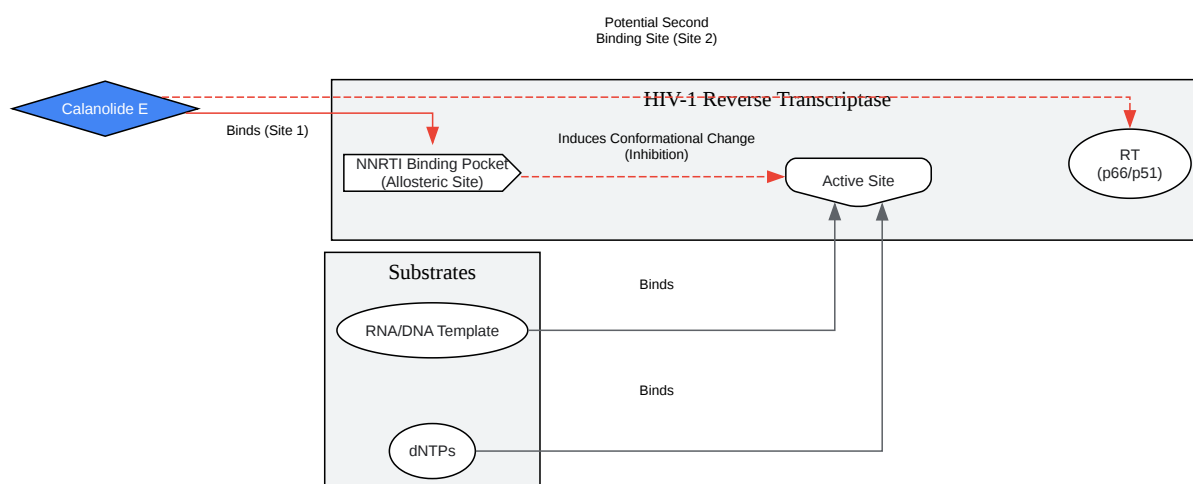 Potential Second
Binding Site (Site 2)
Calanolide E
HIV-1 Reverse Transcriptase
Binds (Site 1)
Induces Conformational Change
(Inhibition)
NNRTI Binding Pocket
(Allosteric Site)
Active Site
RT
(p66/p51)
Substrates
Binds
RNA/DNA Template
Binds
dNTPs